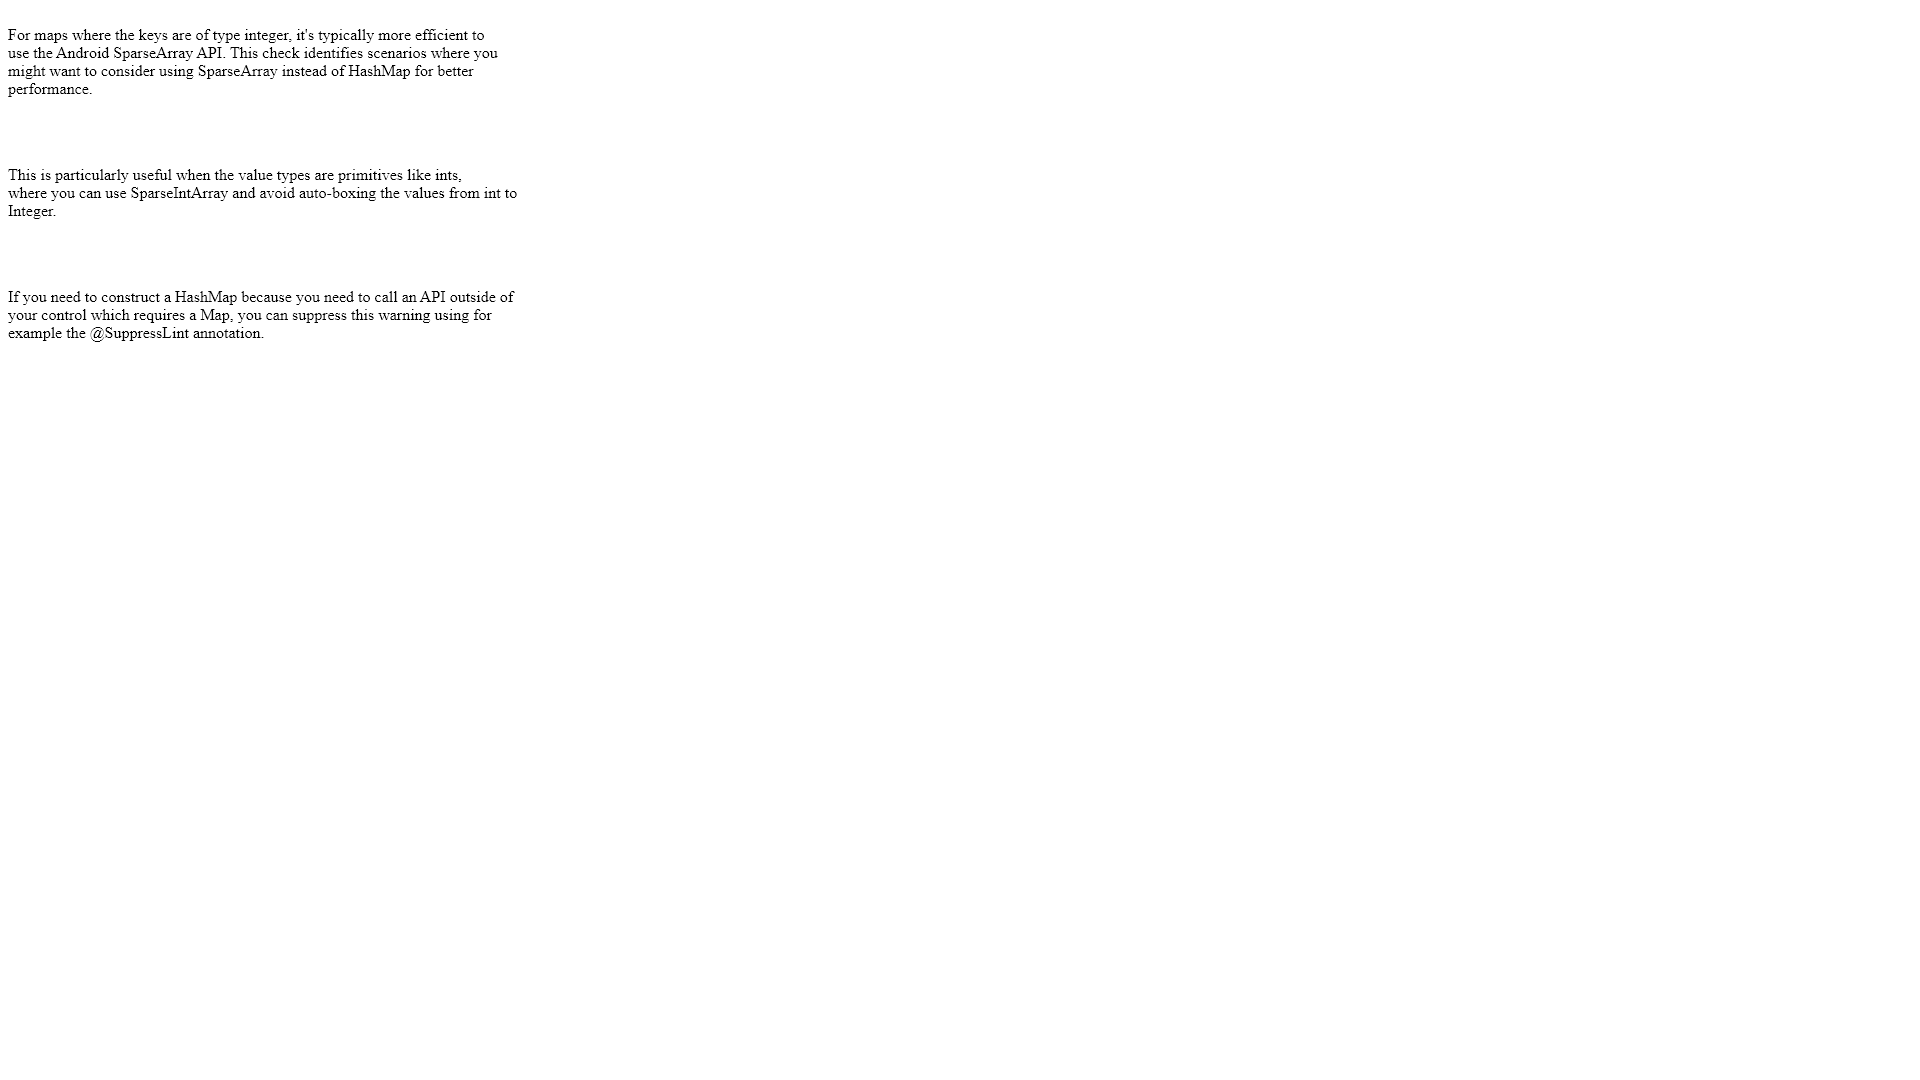 For maps where the keys are of type integer, it's typically more efficient to
use the Android SparseArray API. This check identifies scenarios where you
might want to consider using SparseArray instead of HashMap for better
performance.
This is particularly useful when the value types are primitives like ints,
where you can use SparseIntArray and avoid auto-boxing the values from int to
Integer.
If you need to construct a HashMap because you need to call an API outside of
your control which requires a Map, you can suppress this warning using for
example the @SuppressLint annotation.